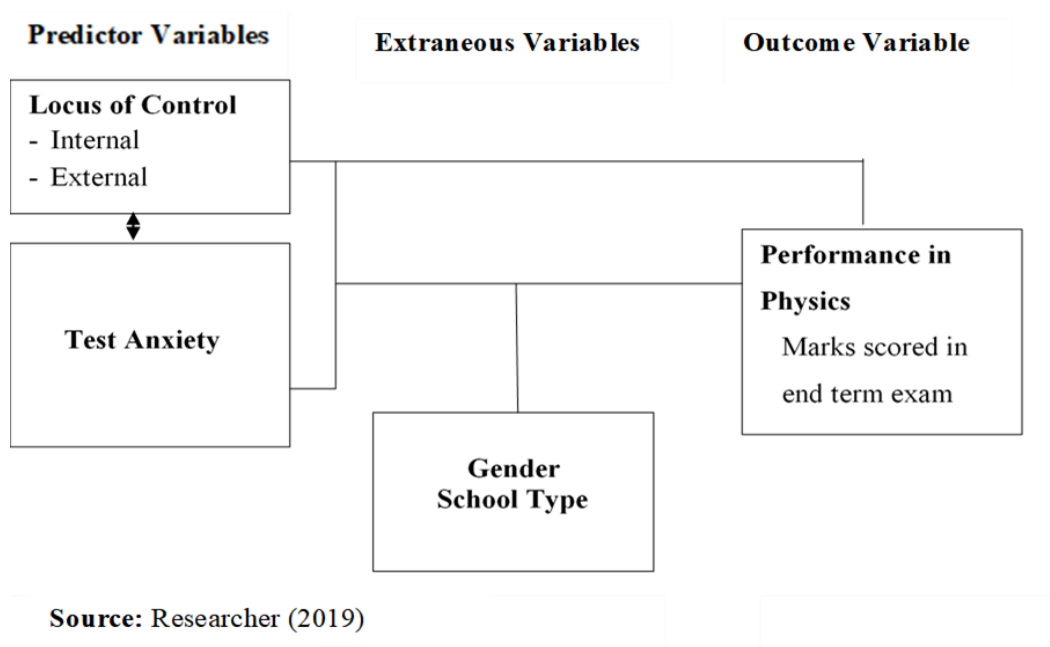 Predictor Variables
Extraneous Variables
Outcome Variable
Locus of Control
- Internal
- External
Test Anxiety
Gender
School Type
Performance in
Physics
Marks scored in
end term exam
Source: Researcher (2019)